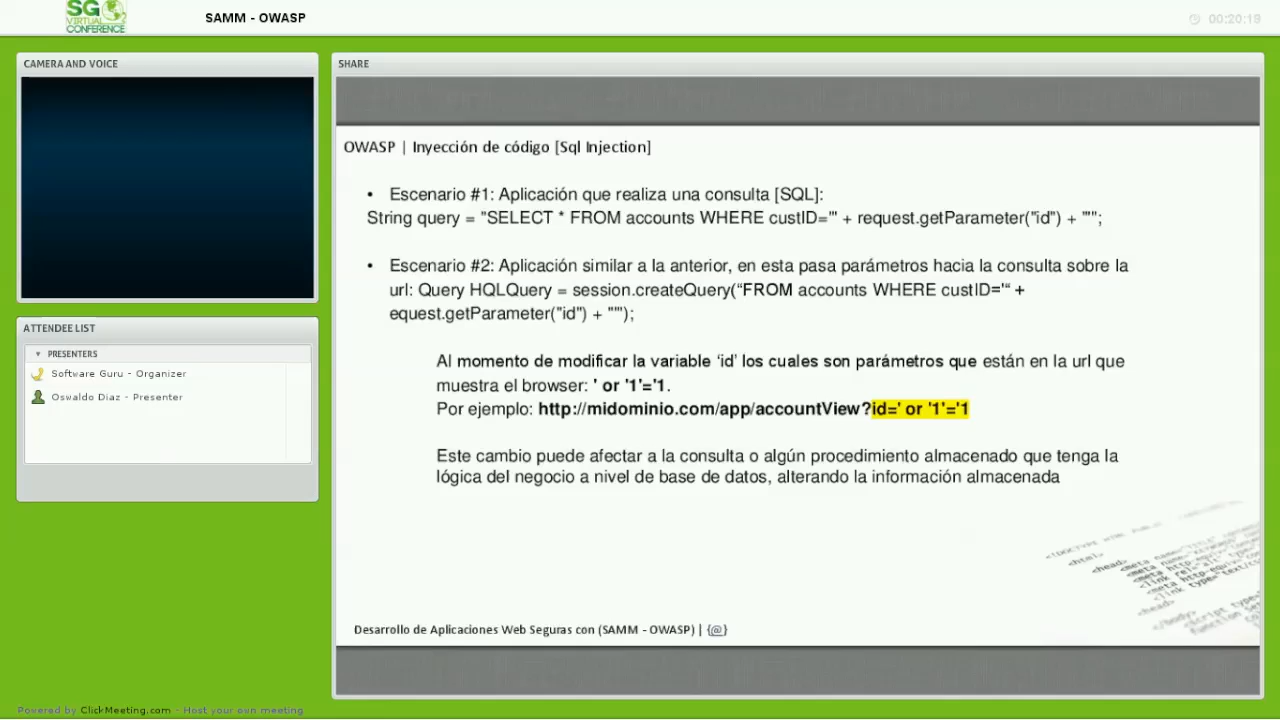 SG
VIRTUAL
CONFERENCE
SAMM - OWASP
00:20:19
CAMERA AND VOICE
SHARE
OWASP | Inyección de código [Sql Injection]
• Escenario #1: Aplicación que realiza una consulta [SQL]:
String query = "SELECT * FROM accounts WHERE custID='" + request.getParameter("id") + "'";
• Escenario #2: Aplicación similar a la anterior, en esta pasa parámetros hacia la consulta sobre la
url: Query HQLQuery = session.createQuery(“FROM accounts WHERE custID='“ +
equest.getParameter("id") + "'");
Al momento de modificar la variable ‘id’ los cuales son parámetros que están en la url que
muestra el browser: ' or '1'='1.
Por ejemplo: http://midominio.com/app/accountView?id=' or '1'='1
Este cambio puede afectar a la consulta o algún procedimiento almacenado que tenga la
lógica del negocio a nivel de base de datos, alterando la información almacenada
Desarrollo de Aplicaciones Web Seguras con (SAMM - OWASP) | {@}
ATTENDEE LIST
PRESENTERS
Software Guru - Organizer
Oswaldo Diaz - Presenter
<html>
<head>
</head>
Powered by ClickMeeting.com - Host your own meeting